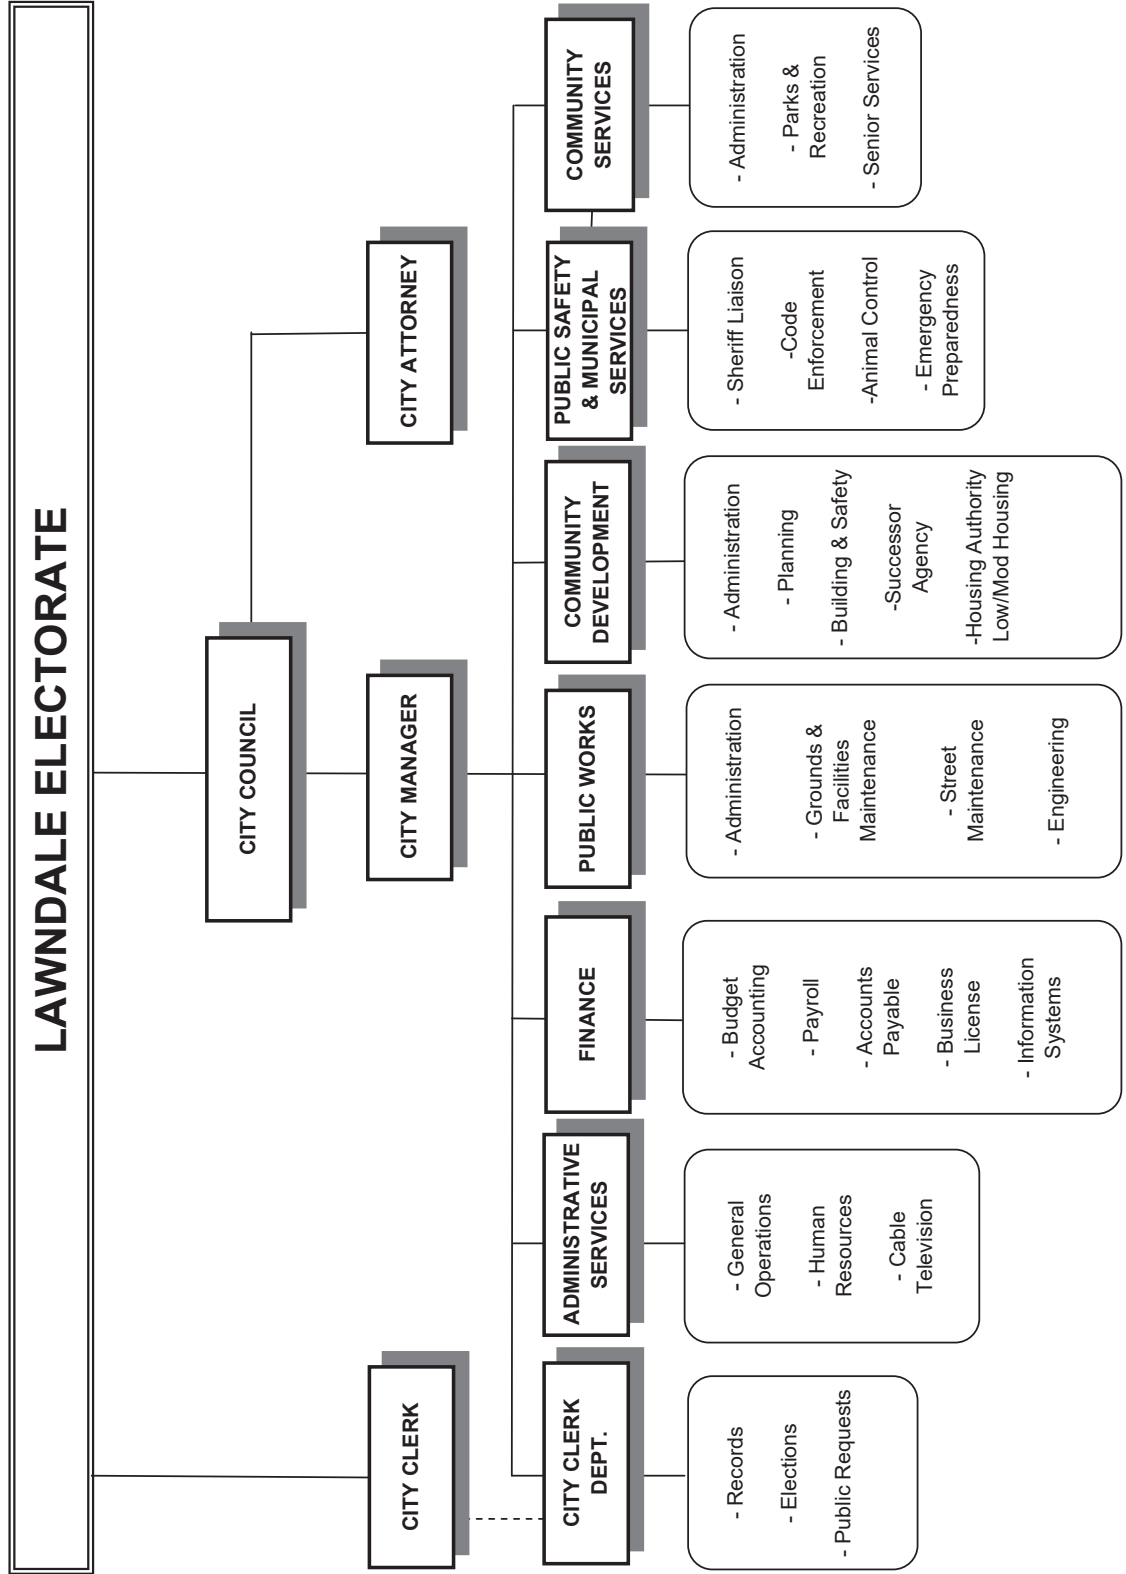 LAWNDALE ELECTORATE
CITY COUNCIL
CITY CLERK
CITY MANAGER
CITY ATTORNEY
CITY CLERK
DEPT.
ADMINISTRATIVE
SERVICES
FINANCE
PUBLIC WORKS
COMMUNITY
DEVELOPMENT
PUBLIC SAFETY
& MUNICIPAL
SERVICES
COMMUNITY
SERVICES
- Records
- Elections
- Public Requests
- General
Operations
- Human
Resources
- Cable
Television
- Budget
Accounting
- Payroll
- Accounts
Payable
- Business
License
- Information
Systems
- Administration
- Grounds &
Facilities
Maintenance
- Street
Maintenance
- Engineering
- Administration
- Planning
- Building & Safety
-Successor
Agency
-Housing Authority
Low/Mod Housing
- Sheriff Liaison
-Code
Enforcement
-Animal Control
- Emergency
Preparedness
- Administration
- Parks &
Recreation
- Senior Services